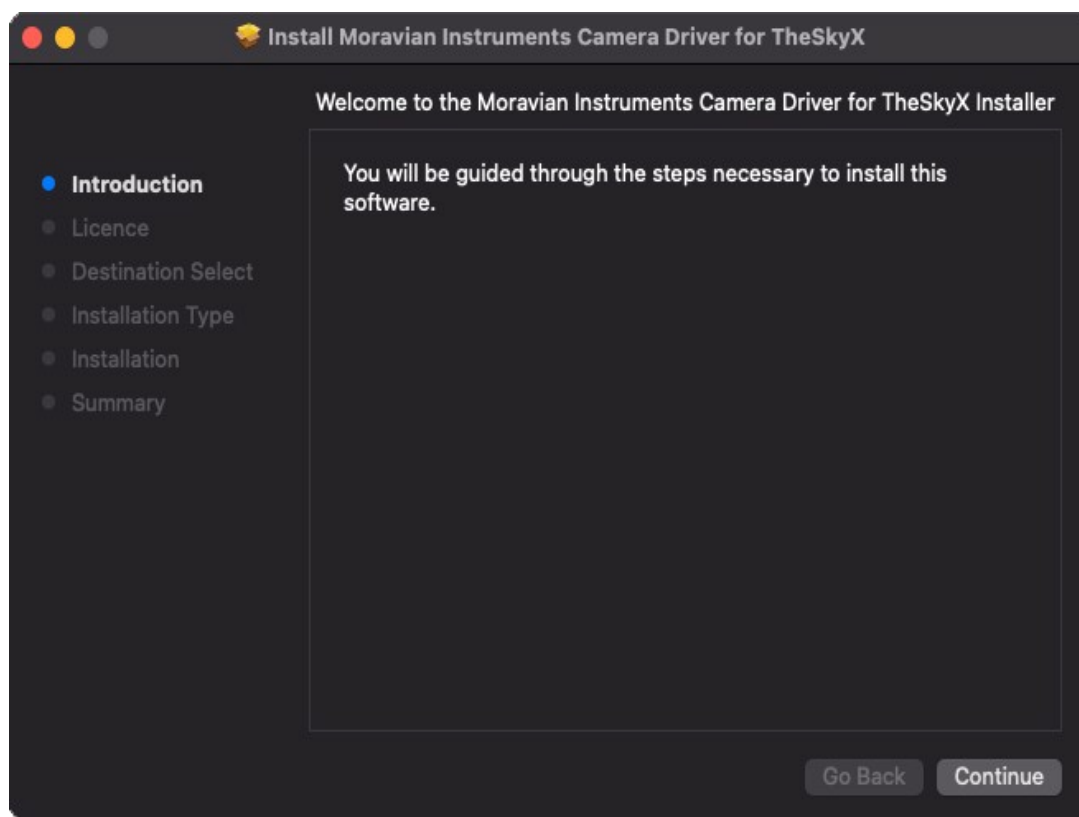 Install Moravian Instruments Camera Driver for TheSkyX
Welcome to the Moravian Instruments Camera Driver for TheSkyX Installer
Introduction
Licence
Destination Select
Installation Type
Installation
Summary
You will be guided through the steps necessary to install this
software.
Go Back
Continue